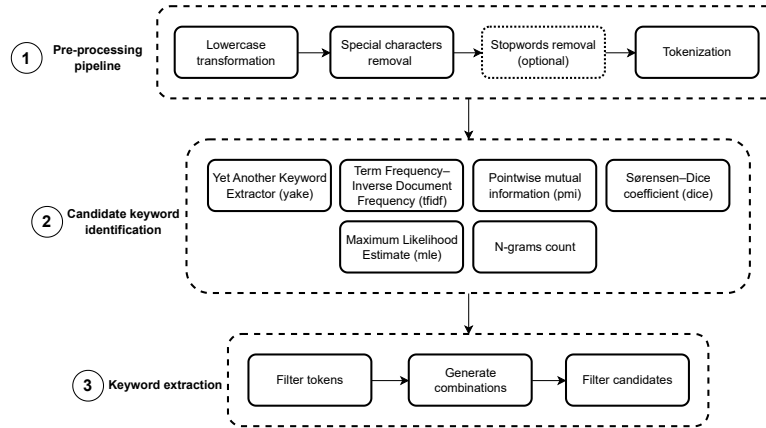 1
Pre-processing
pipeline
Lowercase
transformation
Special characters
removal
Stopwords removal
(optional)
Tokenization
2
Candidate keyword
identification
Yet Another Keyword
Extractor (yake)
Term Frequency–
Inverse Document
Frequency (tfidf)
Pointwise mutual
information (pmi)
Sørensen–Dice
coefficient (dice)
Maximum Likelihood
Estimate (mle)
N-grams count
3
Keyword extraction
Filter tokens
Generate
combinations
Filter candidates